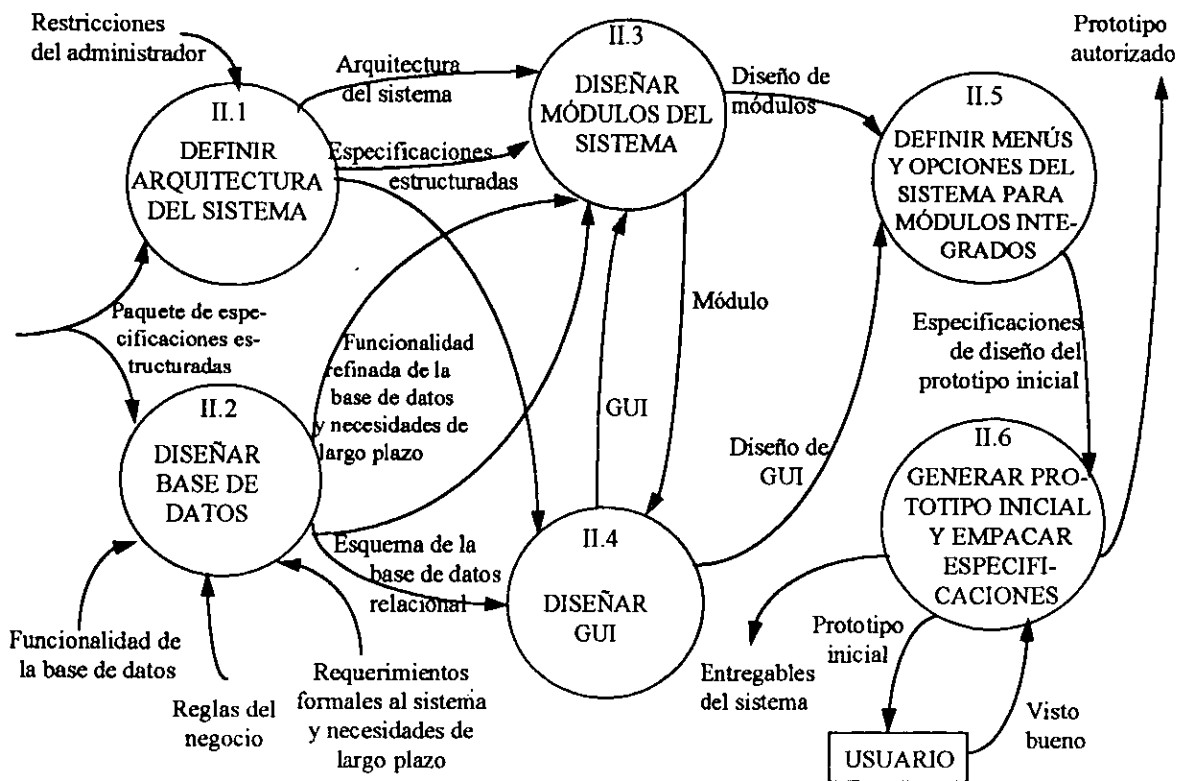 Restricciones
del administrador
II.1
DEFINIR
ARQUITECTURA
DEL SISTEMA
Arquitectura
del sistema
Especificaciones
estructuradas
II.3
DISEÑAR
MÓDULOS DEL
SISTEMA
Diseño de
módulos
II.5
DEFINIR MENÚS
Y OPCIONES DEL
SISTEMA PARA
MÓDULOS INTE-
GRADOS
Prototipo
autorizado
Paquete de espe-
cificaciones es-
tructuradas
II.2
DISEÑAR
BASE DE
DATOS
Funcionalidad
refinada de la
base de datos
y necesidades de
largo plazo
GUI
Módulo
Especificaciones
de diseño del
prototipo inicial
Diseño de
GUI
II.6
GENERAR PRO-
TOTIPO INICIAL
Y EMPACAR
ESPECIFI-
CACIONES
Esquema de la
base de datos
relacional
II.4
DISEÑAR
GUI
Funcionalidad de
la base de datos
Reglas del
negocio
Requerimientos
formales al sistema
y necesidades de
largo plazo
Entregables
del sistema
Prototipo
inicial
USUARIO
Visto
bueno